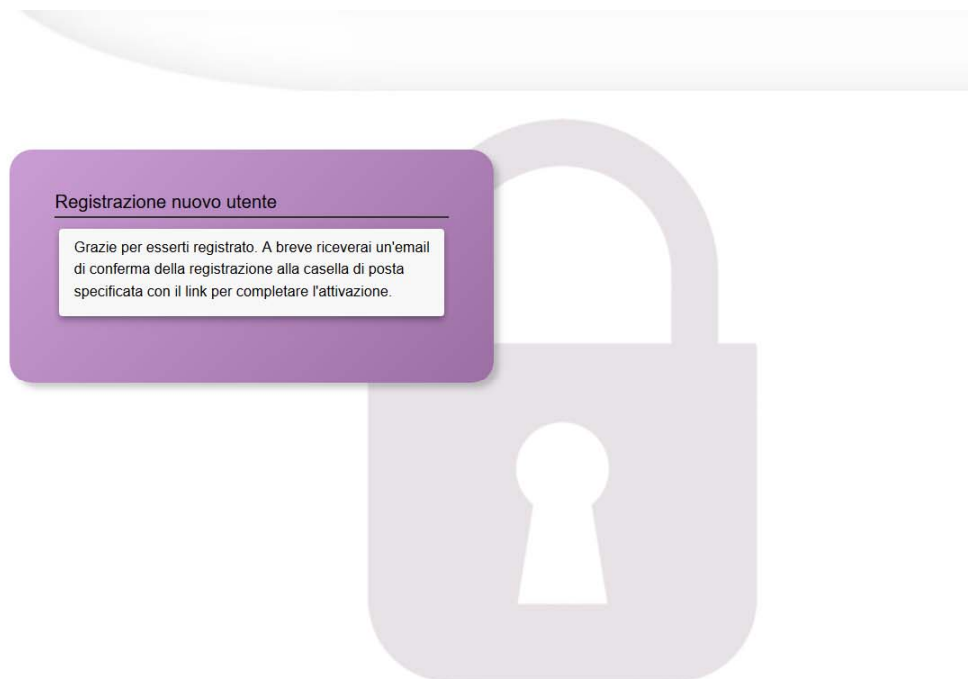 Registrazione nuovo utente
Grazie per esserti registrato. A breve riceverai un'email
di conferma della registrazione alla casella di posta
specificata con il link per completare l'attivazione.